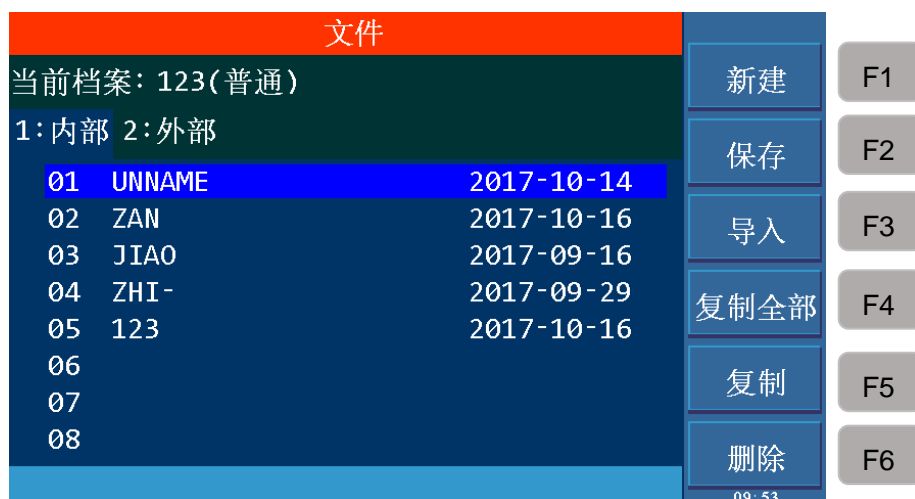 文件
当前档案：123(普通)
1:内部 2:外部
01 UNNAME 2017-10-14
02 ZAN 2017-10-16
03 JIAO 2017-09-16
04 ZHI- 2017-09-29
05 123 2017-10-16
06
07
08
新建 F1
保存 F2
导入 F3
复制全部 F4
复制 F5
删除 F6
09:53